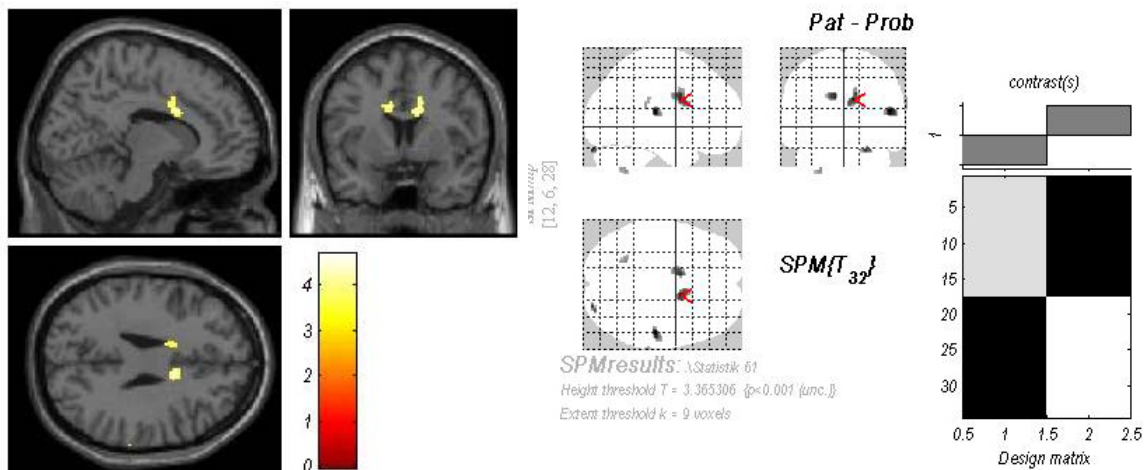 Pat - Prob
contrast(s)
1
[12, 6, 28]
SPM{T32}
4
3
2
1
0
SPMresults: .\Statistik 61
Height threshold T = 3.365306 {p<0.001 (unc.)}
Extent threshold k = 9 voxels
5
10
15
20
25
30
0.5 1 1.5 2 2.5
Design matrix